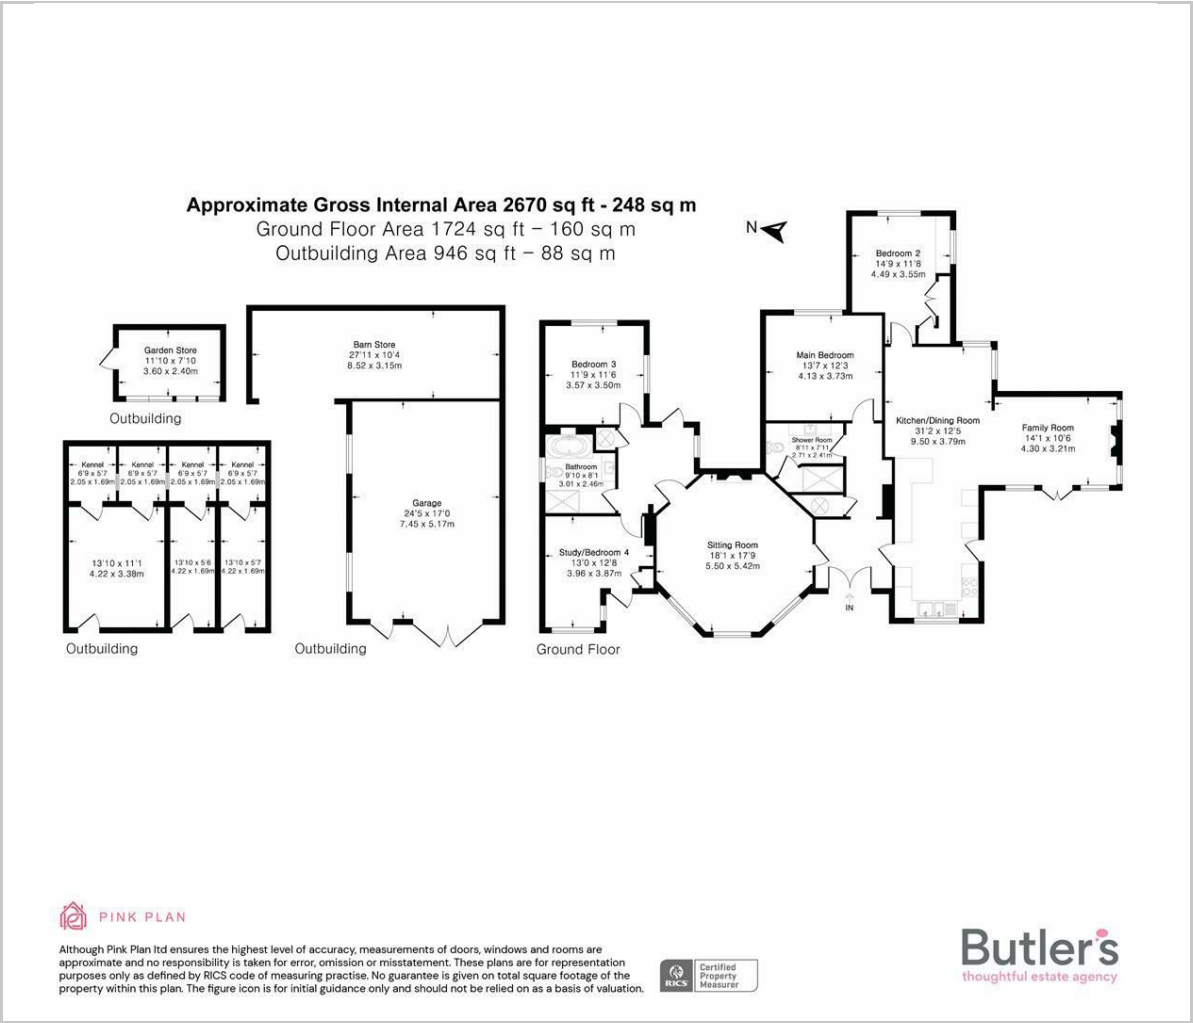 Approximate Gross Internal Area 2670 sq ft - 248 sq m
Ground Floor Area 1724 sq ft – 160 sq m
Outbuilding Area 946 sq ft – 88 sq m
N
Bedroom 2
14'9 x 11'8
4.49 x 3.55m
Garden Store
11'10 x 7'10
3.60 x 2.40m
Outbuilding
Barn Store
27'11 x 10'4
8.52 x 3.15m
Bedroom 3
11'9 x 11'6
3.57 x 3.50m
Main Bedroom
13'7 x 12'3
4.13 x 3.73m
Kitchen/Dining Room
31'2 x 12'5
9.50 x 3.79m
Family Room
14'1 x 10'6
4.30 x 3.21m
Shower Room
8'11 x 7'11
2.71 x 2.41m
Kennel
6'9 x 5'7
2.05 x 1.69m
Kennel
6'9 x 5'7
2.05 x 1.69m
Kennel
6'9 x 5'7
2.05 x 1.69m
Kennel
6'9 x 5'7
2.05 x 1.69m
Bathroom
9'10 x 8'1
3.01 x 2.46m
Garage
24'5 x 17'0
7.45 x 5.17m
13'10 x 11'1
4.22 x 3.38m
13'10 x 5'6
4.22 x 1.69m
13'10 x 5'7
4.22 x 1.69m
Study/Bedroom 4
13'0 x 12'8
3.96 x 3.87m
Sitting Room
18'1 x 17'9
5.50 x 5.42m
IN
Outbuilding
Outbuilding
Ground Floor
PINK PLAN
Although Pink Plan ltd ensures the highest level of accuracy, measurements of doors, windows and rooms are
approximate and no responsibility is taken for error, omission or misstatement. These plans are for representation
purposes only as defined by RICS code of measuring practise. No guarantee is given on total square footage of the
property within this plan. The figure icon is for initial guidance only and should not be relied on as a basis of valuation.
RICS
Certified
Property
Measurer
Butler's
thoughtful estate agency